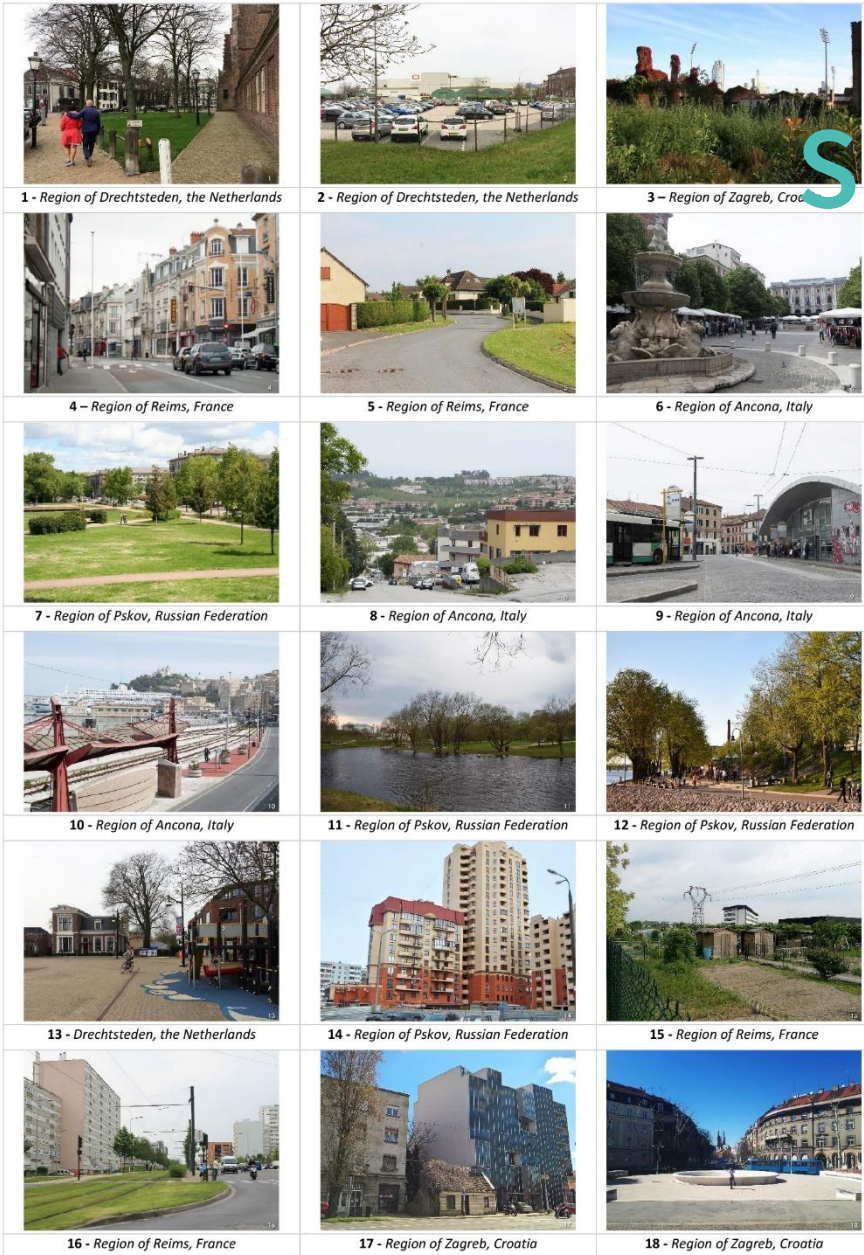 1 - Region of Drechtsteden, the Netherlands
2 - Region of Drechtsteden, the Netherlands
3 – Region of Zagreb, Croa
S
4 – Region of Reims, France
5 - Region of Reims, France
6 - Region of Ancona, Italy
7 - Region of Pskov, Russian Federation
8 - Region of Ancona, Italy
9 - Region of Ancona, Italy
10 - Region of Ancona, Italy
11 - Region of Pskov, Russian Federation
12 - Region of Pskov, Russian Federation
13 - Drechtsteden, the Netherlands
14 - Region of Pskov, Russian Federation
15 - Region of Reims, France
16 - Region of Reims, France
17 - Region of Zagreb, Croatia
18 - Region of Zagreb, Croatia